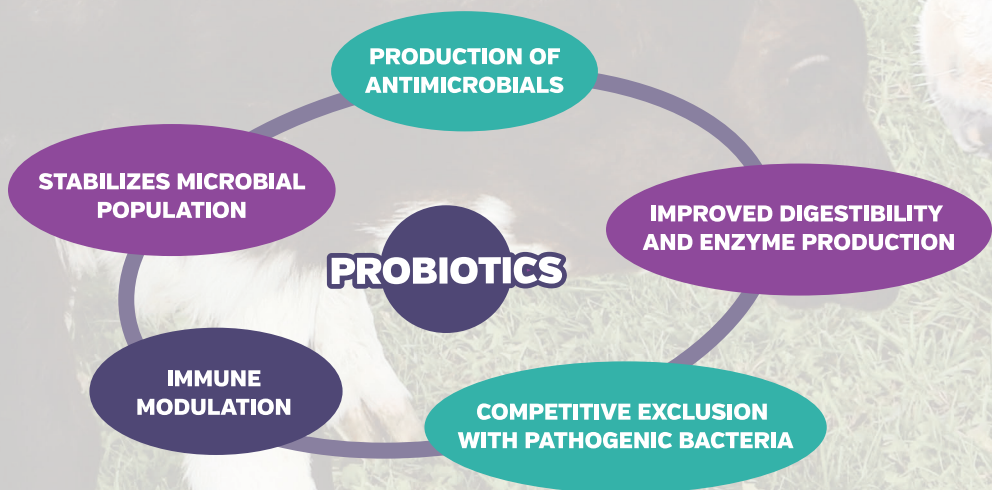 PRODUCTION OF
ANTIMICROBIALS
STABILIZES MICROBIAL
POPULATION
IMPROVED DIGESTIBILITY
AND ENZYME PRODUCTION
PROBIOTICS
IMMUNE
MODULATION
COMPETITIVE EXCLUSION
WITH PATHOGENIC BACTERIA